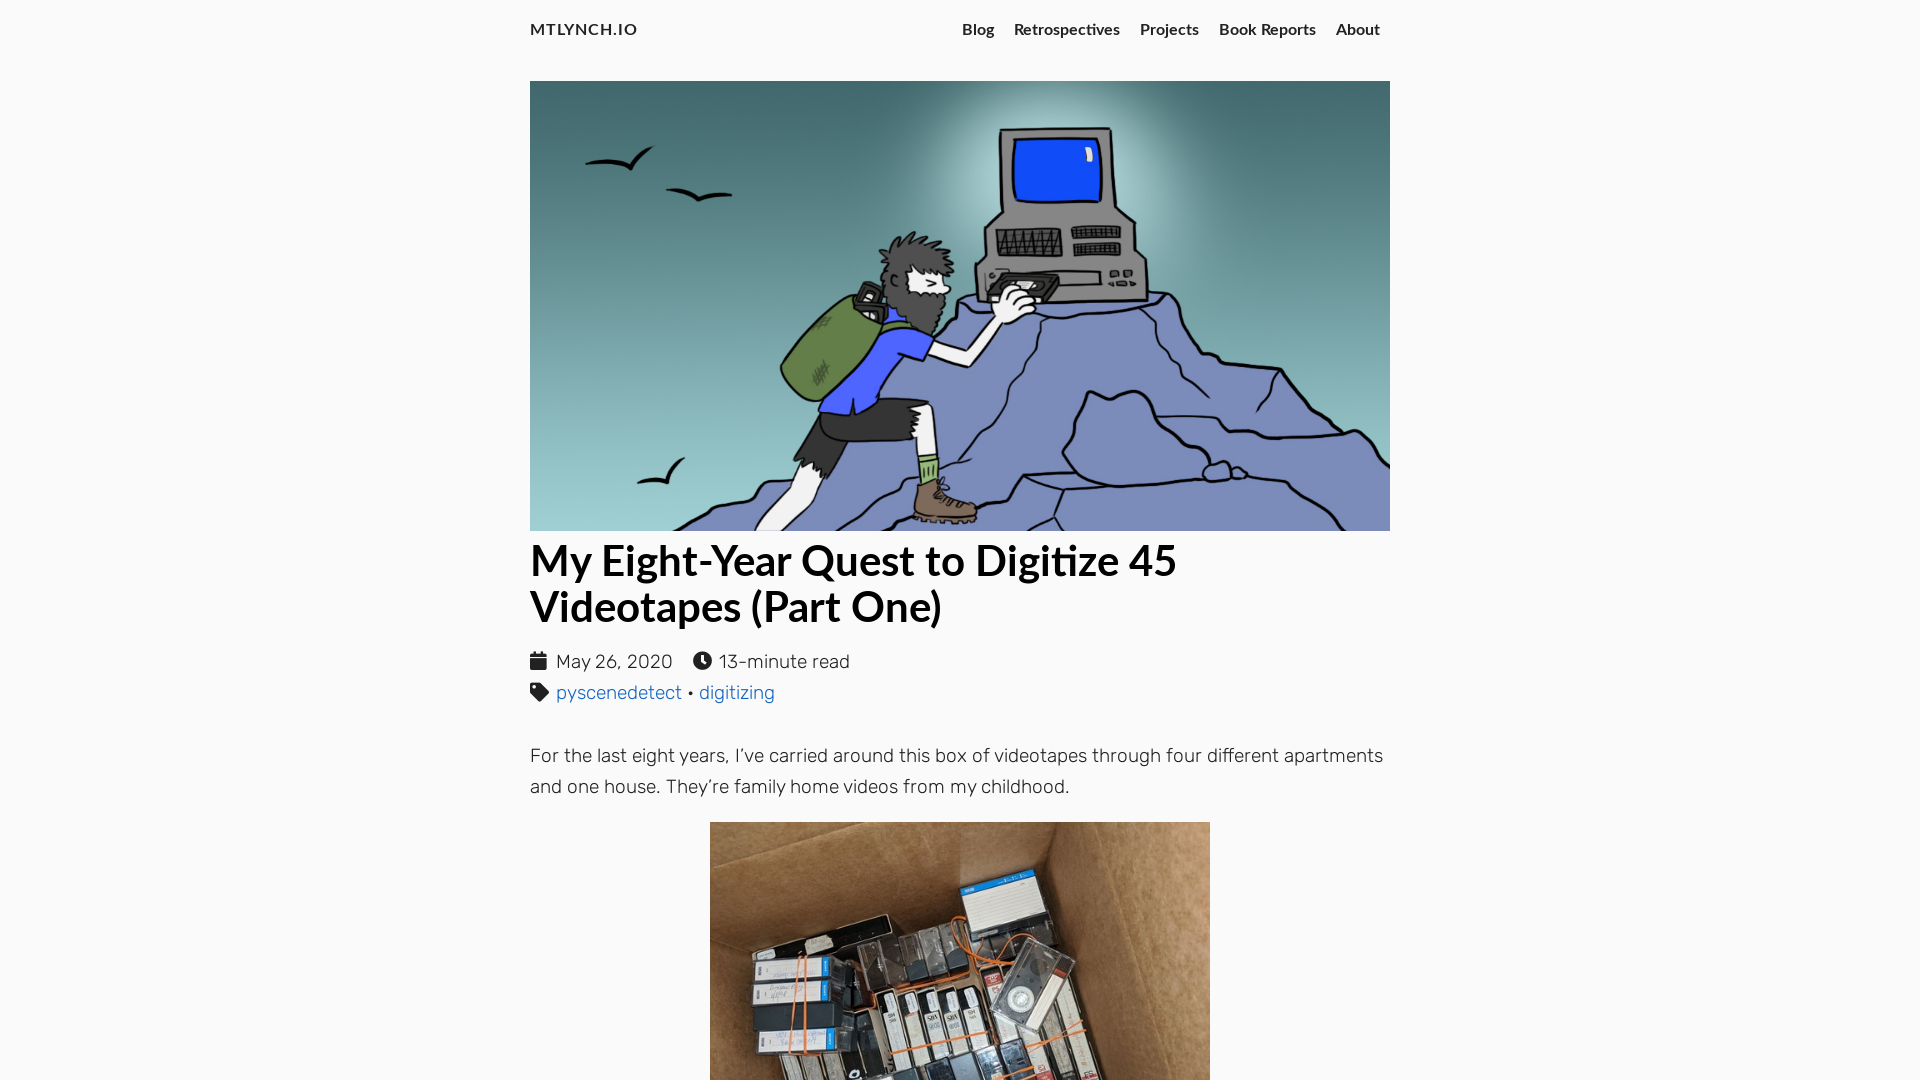 MTLYNCH.IO
Blog Retrospectives Projects Book Reports About
My Eight-Year Quest to Digitize 45
Videotapes (Part One)
May 26, 2020 13-minute read
pyscenedetect • digitizing
For the last eight years, I’ve carried around this box of videotapes through four different apartments
and one house. They’re family home videos from my childhood.